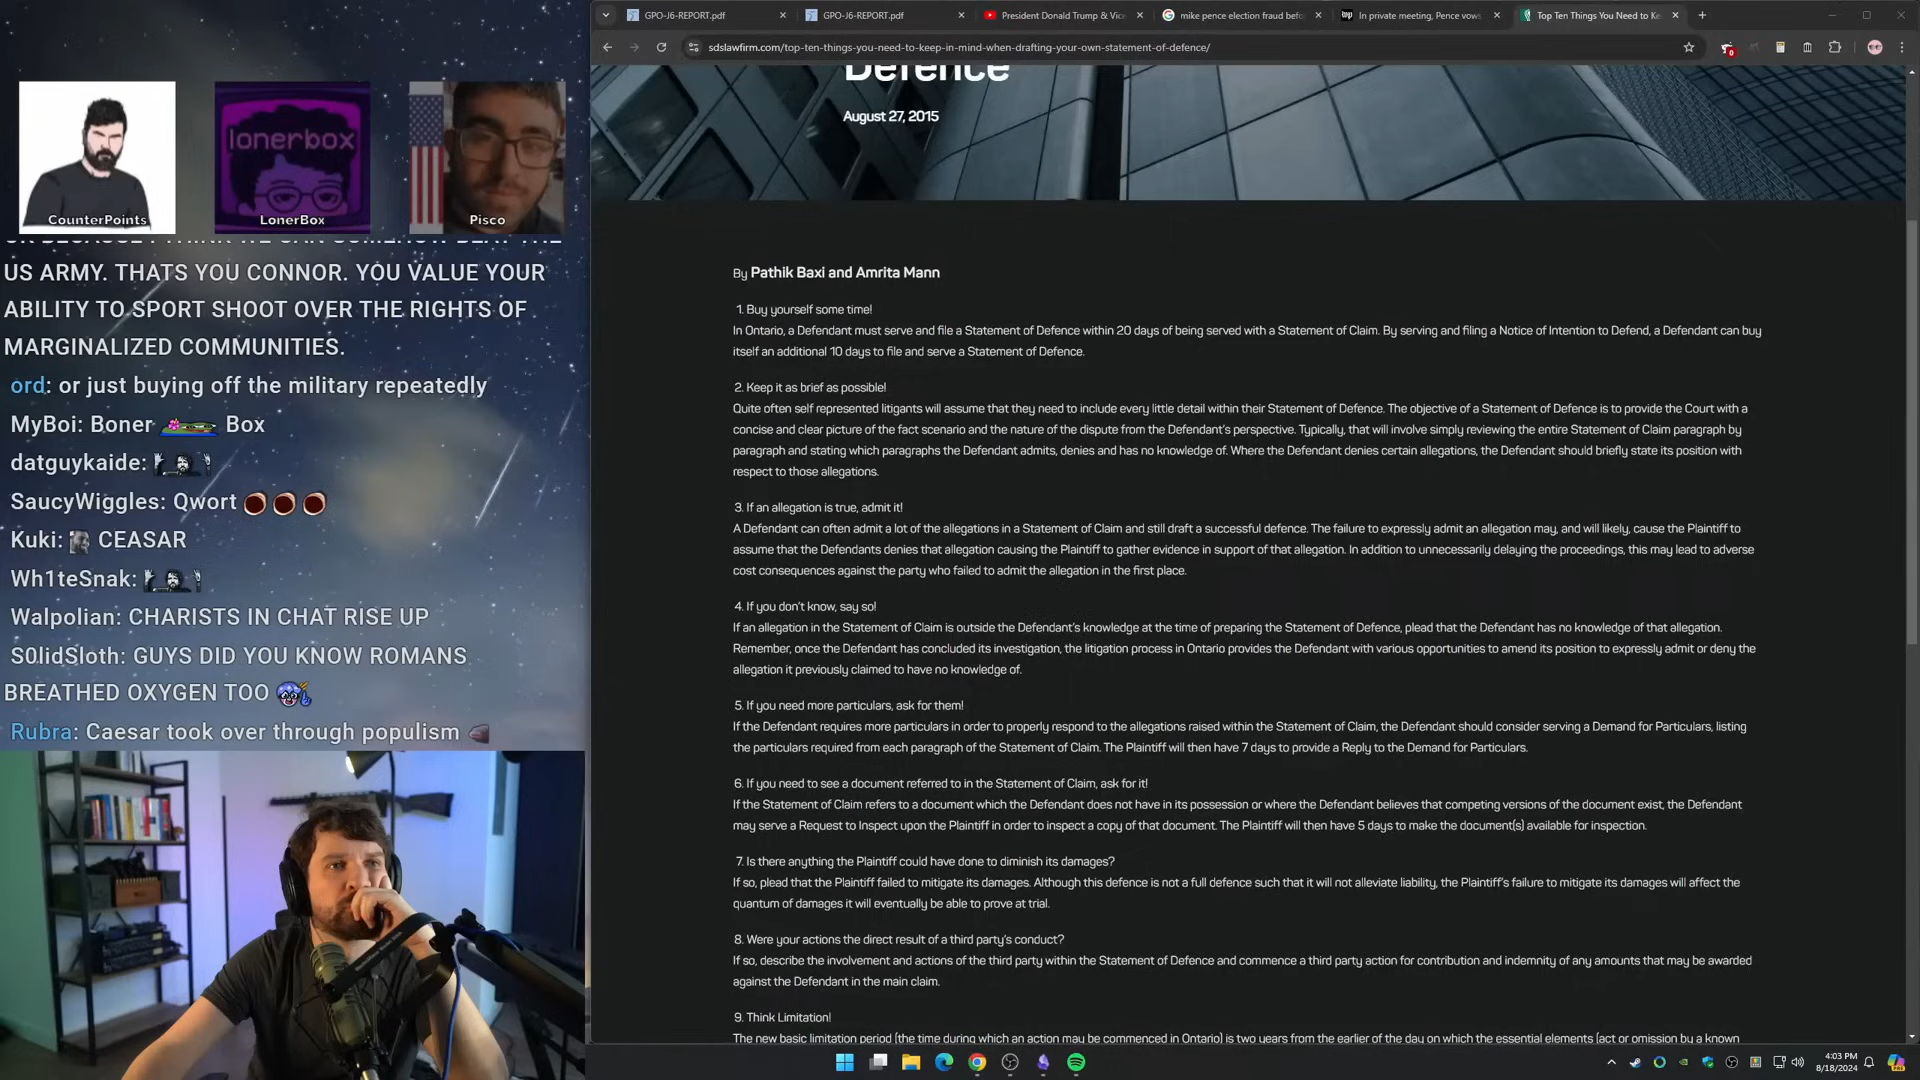 GPO-J6-REPORT.pdf
GPO-J6-REPORT.pdf
President Donald Trump & Vice
mike pence election fraud befo
In private meeting, Pence vows
Top Ten Things You Need to Ke
sdslawfirm.com/top-ten-things-you-need-to-keep-in-mind-when-drafting-your-own-statement-of-defence/
Defence
August 27, 2015
CounterPoints
lonerbox
LonerBox
Pisco
US ARMY. THATS YOU CONNOR. YOU VALUE YOUR
ABILITY TO SPORT SHOOT OVER THE RIGHTS OF
MARGINALIZED COMMUNITIES.
ord: or just buying off the military repeatedly
MyBoi: Boner Box
datguykaide:
SaucyWiggles: Qwort
Kuki: CEASAR
Wh1teSnak:
Walpolian: CHARISTS IN CHAT RISE UP
S0lidSloth: GUYS DID YOU KNOW ROMANS
BREATHED OXYGEN TOO
Rubra: Caesar took over through populism
By Pathik Baxi and Amrita Mann
1. Buy yourself some time!
In Ontario, a Defendant must serve and file a Statement of Defence within 20 days of being served with a Statement of Claim. By serving and filing a Notice of Intention to Defend, a Defendant can buy
itself an additional 10 days to file and serve a Statement of Defence.
2. Keep it as brief as possible!
Quite often self represented litigants will assume that they need to include every little detail within their Statement of Defence. The objective of a Statement of Defence is to provide the Court with a
concise and clear picture of the fact scenario and the nature of the dispute from the Defendant's perspective. Typically, that will involve simply reviewing the entire Statement of Claim paragraph by
paragraph and stating which paragraphs the Defendant admits, denies and has no knowledge of. Where the Defendant denies certain allegations, the Defendant should briefly state its position with
respect to those allegations.
3. If an allegation is true, admit it!
A Defendant can often admit a lot of the allegations in a Statement of Claim and still draft a successful defence. The failure to expressly admit an allegation may, and will likely, cause the Plaintiff to
assume that the Defendants denies that allegation causing the Plaintiff to gather evidence in support of that allegation. In addition to unnecessarily delaying the proceedings, this may lead to adverse
cost consequences against the party who failed to admit the allegation in the first place.
4. If you don't know, say so!
If an allegation in the Statement of Claim is outside the Defendant's knowledge at the time of preparing the Statement of Defence, plead that the Defendant has no knowledge of that allegation.
Remember, once the Defendant has concluded its investigation, the litigation process in Ontario provides the Defendant with various opportunities to amend its position to expressly admit or deny the
allegation it previously claimed to have no knowledge of.
5. If you need more particulars, ask for them!
If the Defendant requires more particulars in order to properly respond to the allegations raised within the Statement of Claim, the Defendant should consider serving a Demand for Particulars, listing
the particulars required from each paragraph of the Statement of Claim. The Plaintiff will then have 7 days to provide a Reply to the Demand for Particulars.
6. If you need to see a document referred to in the Statement of Claim, ask for it!
If the Statement of Claim refers to a document which the Defendant does not have in its possession or where the Defendant believes that competing versions of the document exist, the Defendant
may serve a Request to Inspect upon the Plaintiff in order to inspect a copy of that document. The Plaintiff will then have 5 days to make the document(s) available for inspection.
7. Is there anything the Plaintiff could have done to diminish its damages?
If so, plead that the Plaintiff failed to mitigate its damages. Although this defence is not a full defence such that it will not alleviate liability, the Plaintiff's failure to mitigate its damages will affect the
quantum of damages it will eventually be able to prove at trial.
8. Were your actions the direct result of a third party's conduct?
If so, describe the involvement and actions of the third party within the Statement of Defence and commence a third party action for contribution and indemnity of any amounts that may be awarded
against the Defendant in the main claim.
9. Think Limitation!
The new basic limitation period (the time during which an action may be commenced in Ontario) is two years from the earlier of the day on which the essential elements (act or omission by a known
4:03 PM
8/18/2024